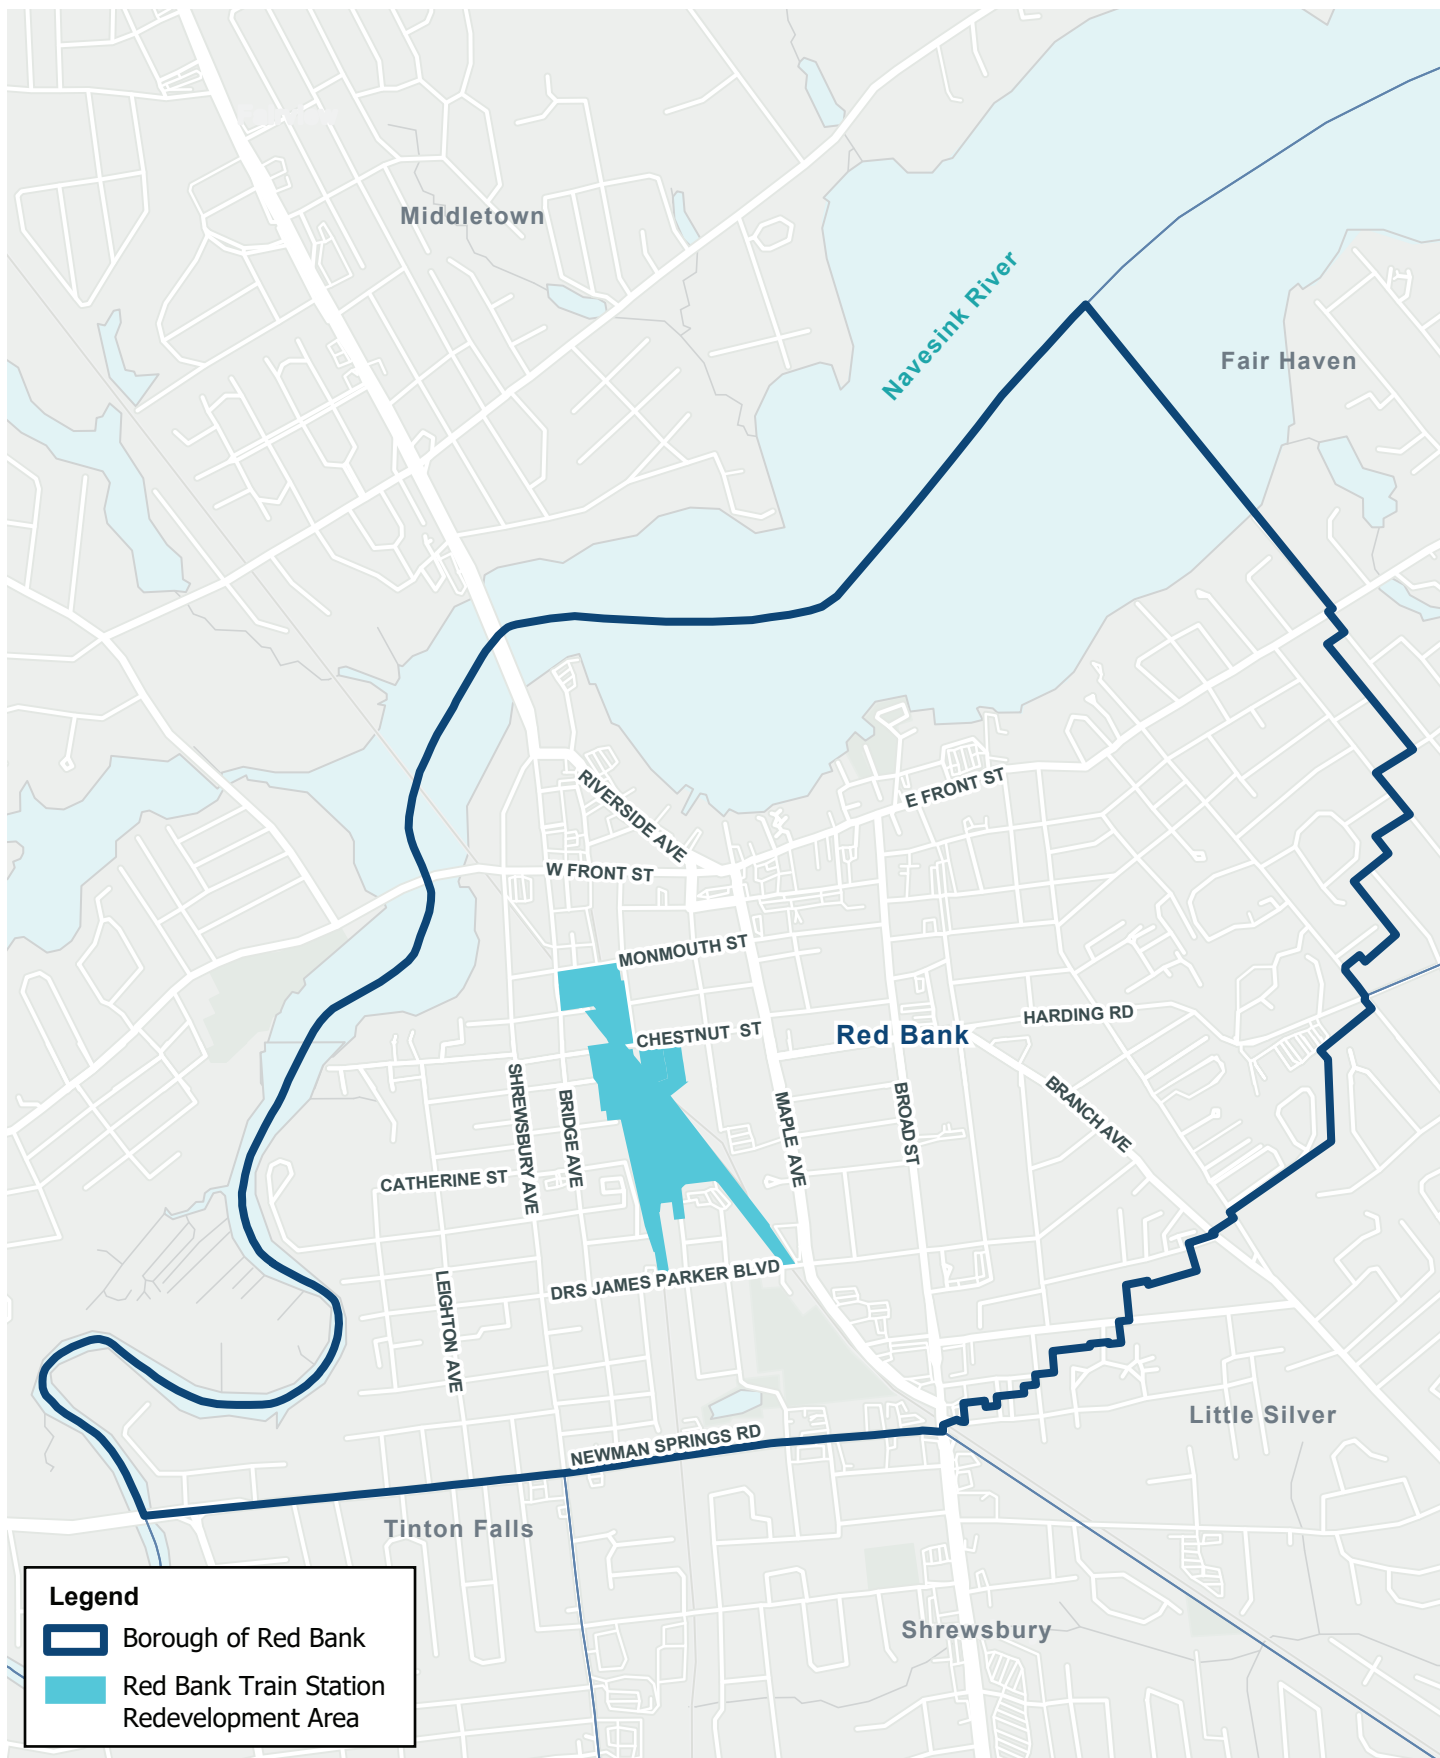 Middletown
Navesink River
Fair Haven
RIVERSIDE AVE
E FRONT ST
W FRONT ST
MONMOUTH ST
CHESTNUT ST
Red Bank
HARDING RD
SHREWSBURY AVE
BRIDGE AVE
MAPLE AVE
BROAD ST
BRANCH AVE
CATHERINE ST
LEIGHTON AVE
DRS JAMES PARKER BLVD
NEWMAN SPRINGS RD
Little Silver
Tinton Falls
Shrewsbury
Legend
Borough of Red Bank
Red Bank Train Station
Redevelopment Area